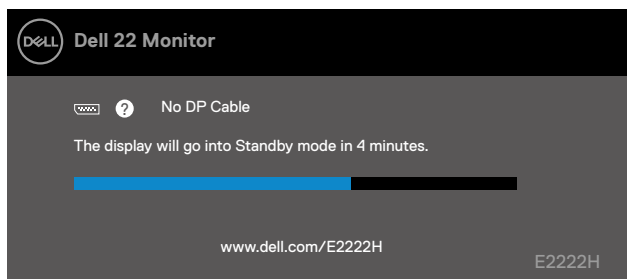 DELL
Dell 22 Monitor
No DP Cable
The display will go into Standby mode in 4 minutes.
www.dell.com/E2222H
E2222H